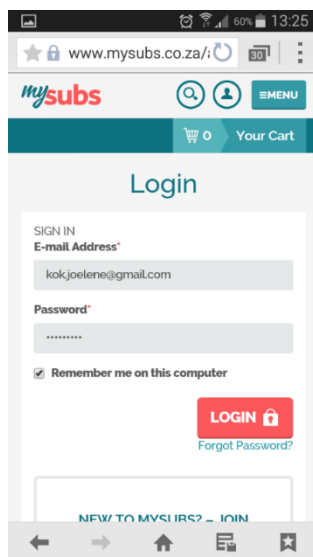 60% 13:25
www.mysubs.co.za/
30
mysubs
≡MENU
0 Your Cart
Login
SIGN IN
E-mail Address*
kok.joelene@gmail.com
Password*
.........
Remember me on this computer
LOGIN
Forgot Password?
NEW TO MYSUBS? – JOIN